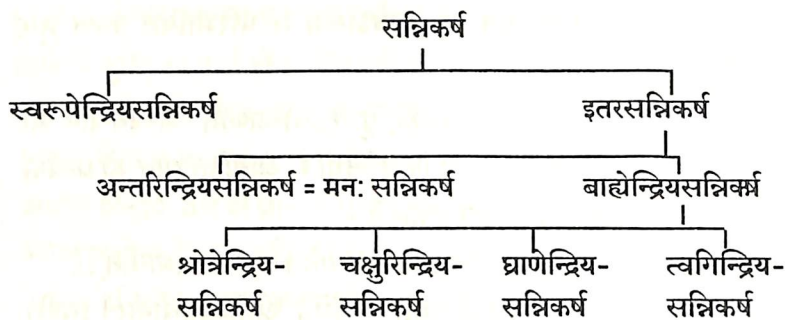 सन्निकर्ष
स्वरूपेन्द्रियसन्निकर्ष इतरसन्निकर्ष
अन्तरिन्द्रियसन्निकर्ष = मन: सन्निकर्ष बाह्येन्द्रियसन्निकर्ष
श्रोत्रेन्द्रिय- चक्षुरिन्द्रिय- घ्राणेन्द्रिय- त्वगिन्द्रिय-
सन्निकर्ष सन्निकर्ष सन्निकर्ष सन्निकर्ष